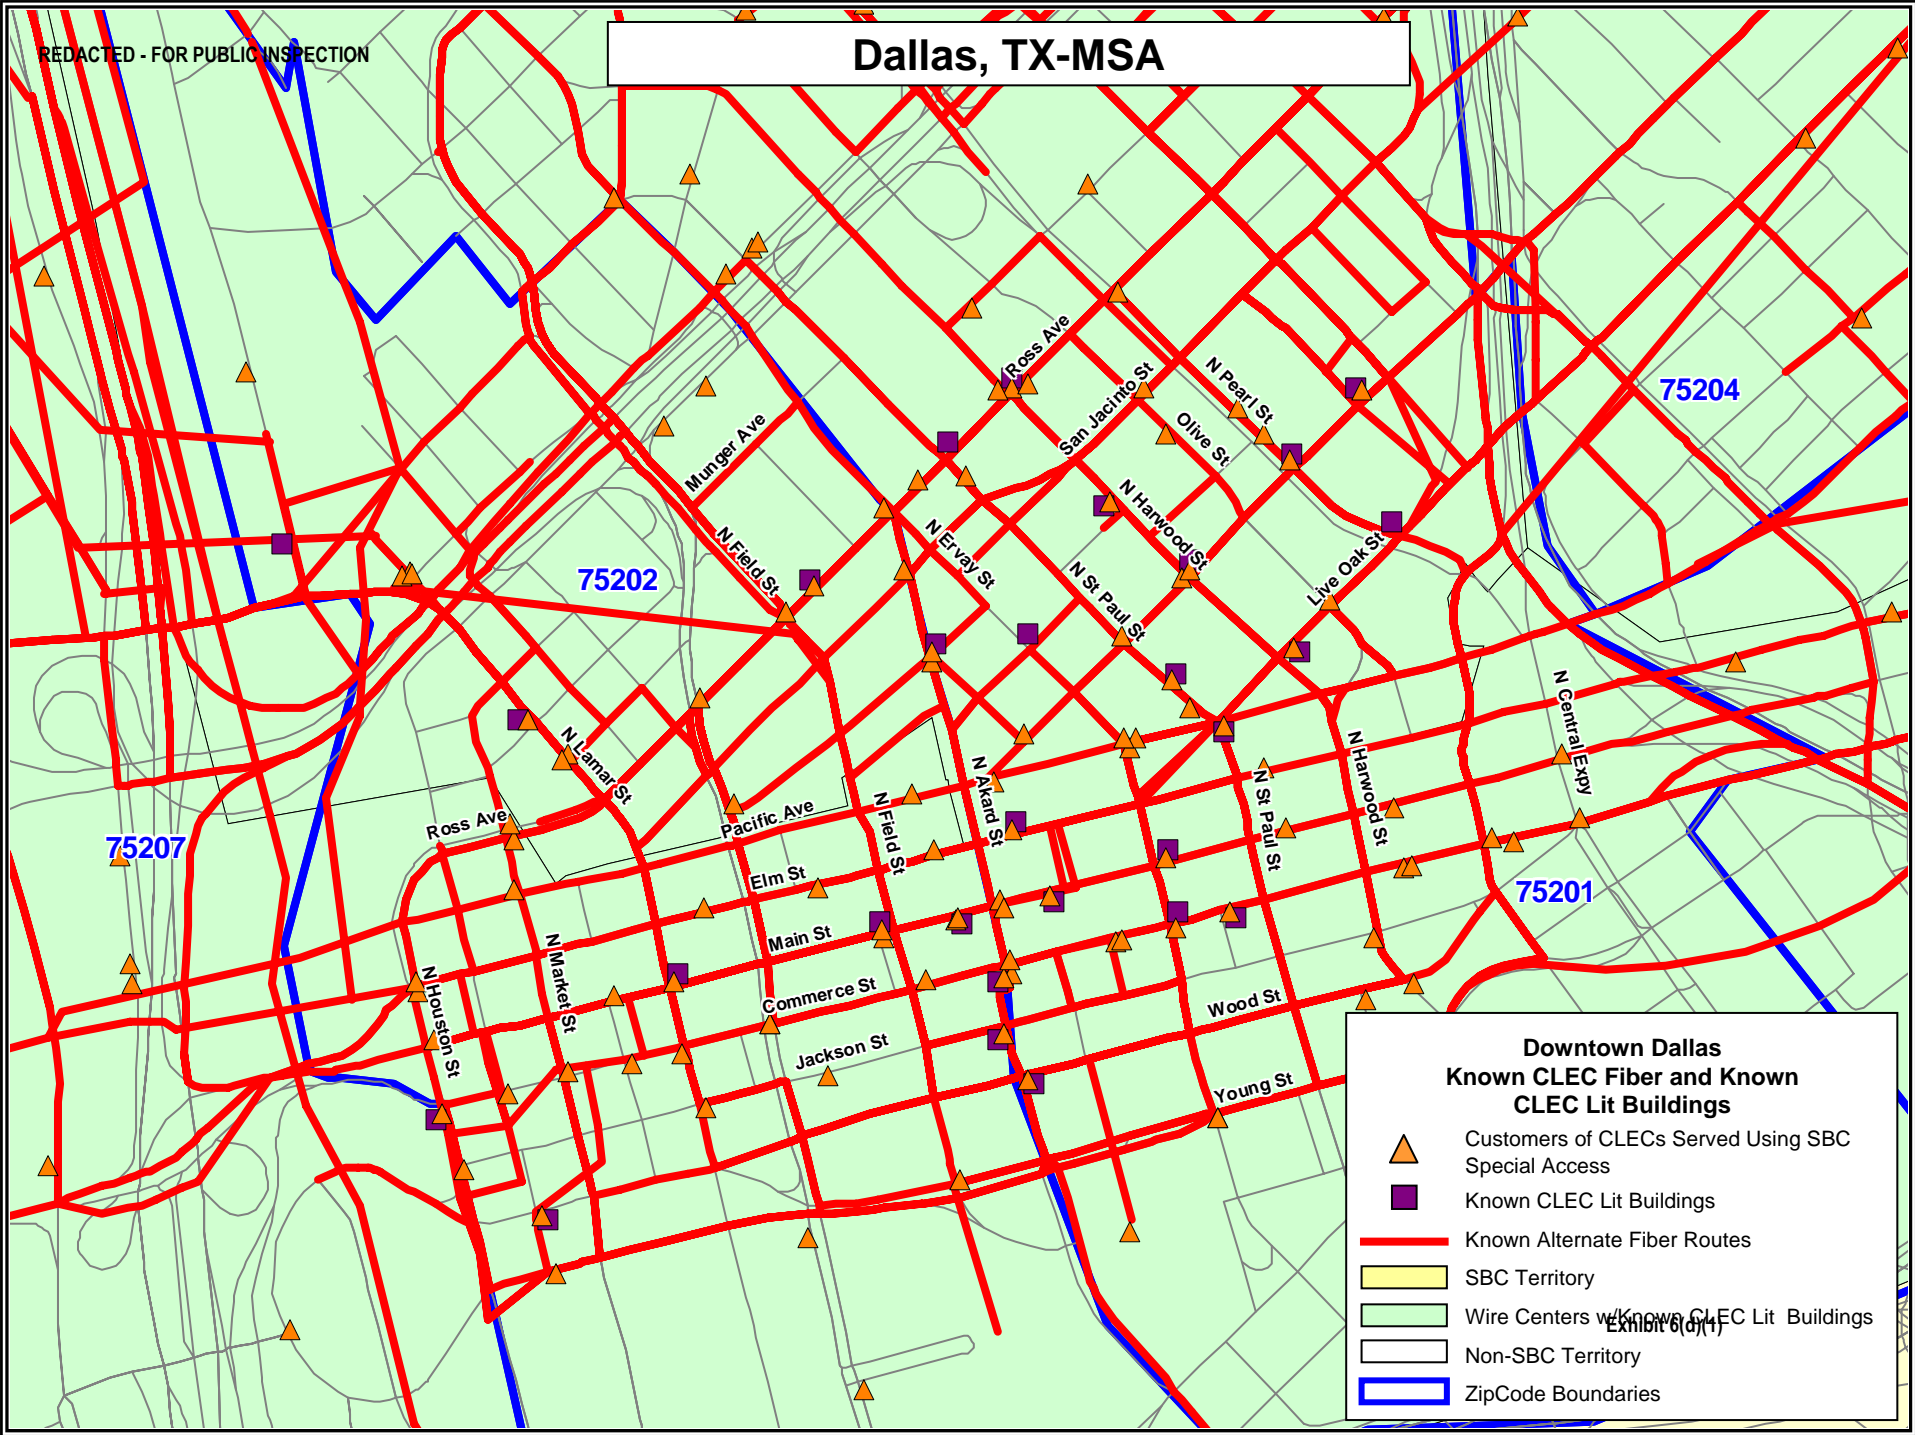 REDACTED - FOR PUBLIC INSPECTION
Dallas, TX-MSA
Ross Ave
N Pearl St
San Jacinto St
Olive St
75204
Munger Ave
N Harwood St
N Field St
N Ervay St
N St Paul St
Live Oak St
75202
N Central Expy
N Lamar St
N Harwood St
N Akard St
N St Paul St
Ross Ave
Pacific Ave
N Field St
75207
Elm St
75201
Main St
N Market St
N Houston St
Commerce St
Wood St
Jackson St
Young St
Downtown Dallas
Known CLEC Fiber and Known
CLEC Lit Buildings
Customers of CLECs Served Using SBC
Special Access
Known CLEC Lit Buildings
Known Alternate Fiber Routes
SBC Territory
Wire Centers w/Known CLEC Lit Buildings
Exhibit 6(d)(1)
Non-SBC Territory
ZipCode Boundaries